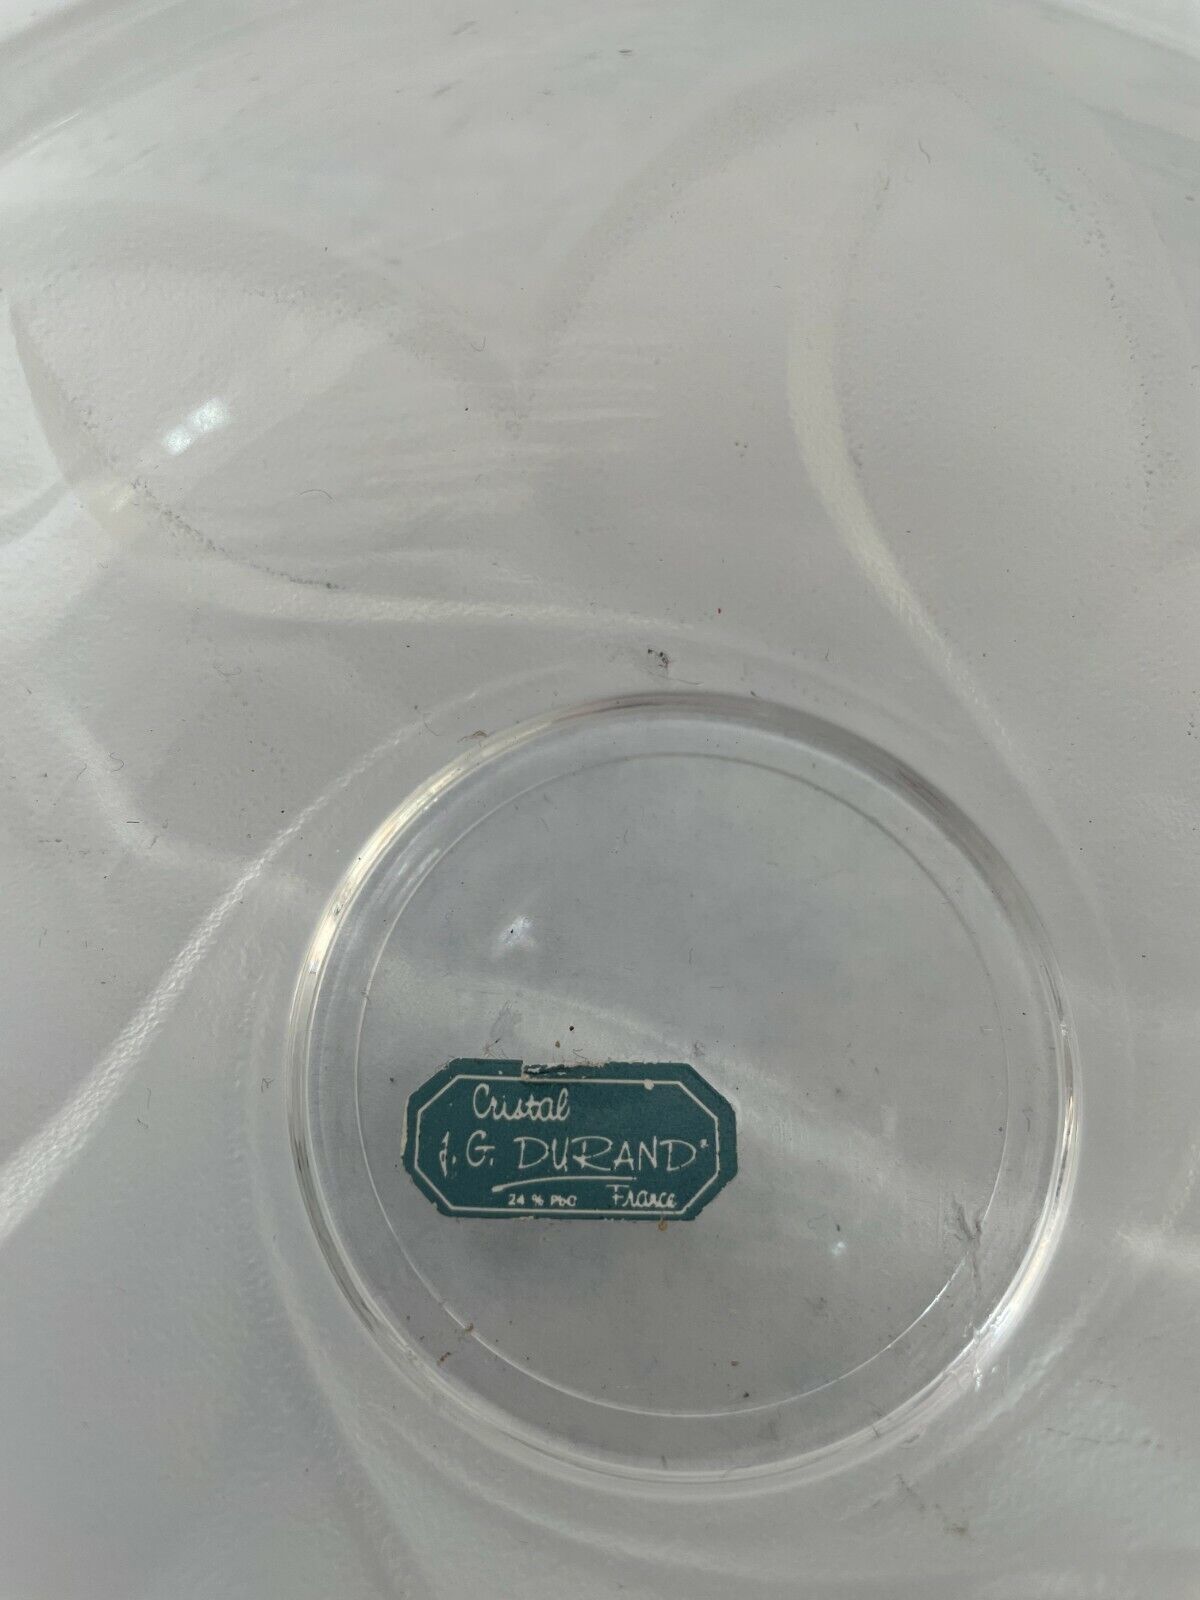 Cristal
J. G. DURAND
24 % PbO France